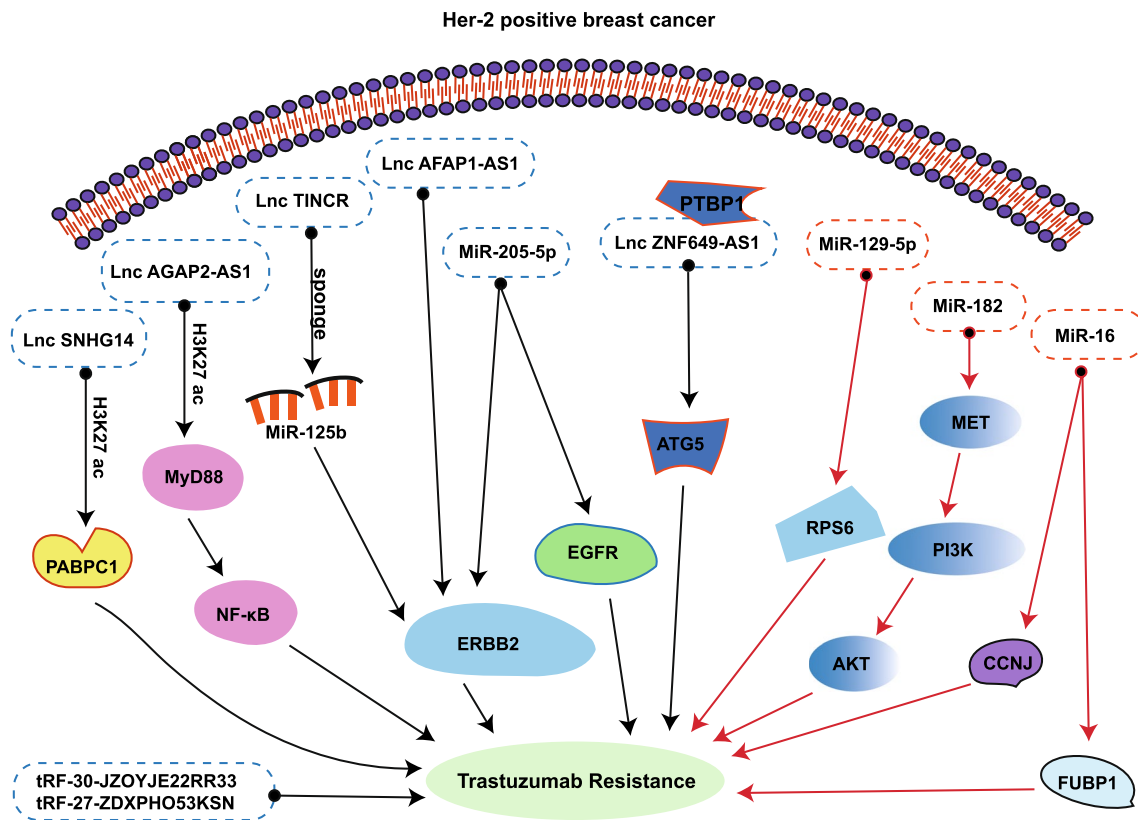 Her-2 positive breast cancer
Lnc AFAP1-AS1
Lnc TINCR
PTBP1
Lnc ZNF649-AS1
MiR-129-5p
MiR-205-5p
Lnc AGAP2-AS1
MiR-182
Lnc SNHG14
MiR-16
sponge
H3K27 ac
H3K27 ac
MiR-125b
MET
ATG5
MyD88
RPS6
PI3K
EGFR
PABPC1
NF-κB
ERBB2
AKT
CCNJ
tRF-30-JZOYJE22RR33
tRF-27-ZDXPHO53KSN
Trastuzumab Resistance
FUBP1